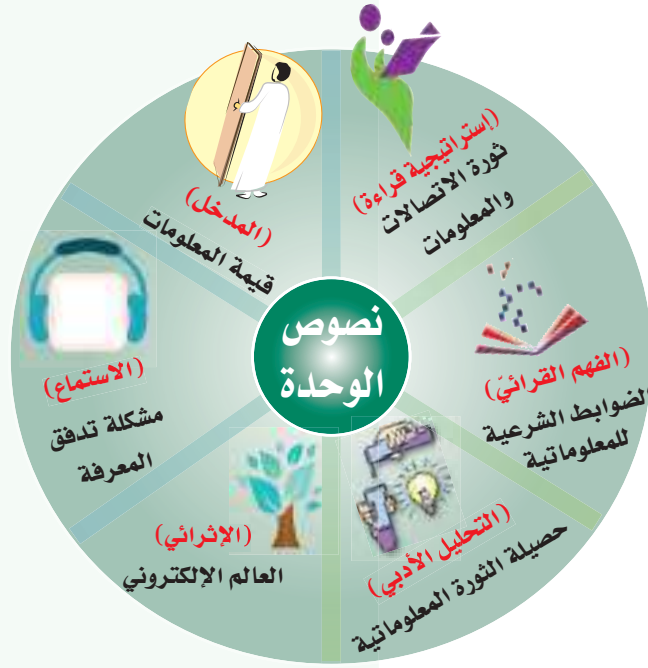 نصوص
الوحدة
(إستراتيجية قراءة)
ثورة الاتصالات
والمعلومات
(الفهم القرائيّ)
الضوابط الشرعية
للمعلوماتية
(التحليل الأدبي)
حصيلة الثورة المعلوماتية
(الإثرائي)
العالم الإلكتروني
(الاستماع)
مشكلة تدفق
المعرفة
(المدخل)
قيمة المعلومات